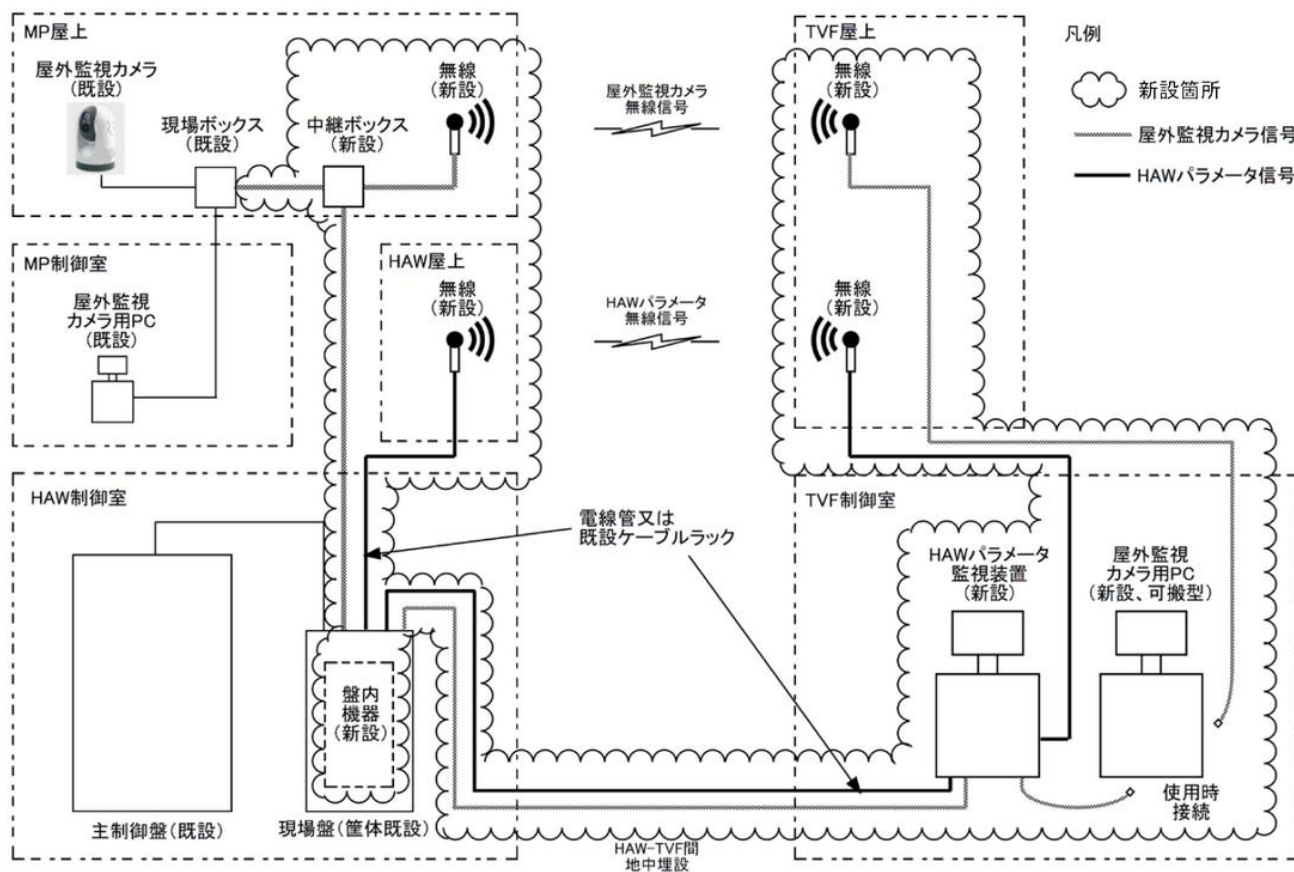 MP屋上
屋外監視カメラ
(既設)
現場ボックス
(既設)
中継ボックス
(新設)
無線
(新設)
屋外監視カメラ
無線信号
TVF屋上
無線
(新設)
凡例
新設箇所
屋外監視カメラ信号
HAWパラメータ信号
MP制御室
屋外監視
カメラ用PC
(既設)
HAW屋上
無線
(新設)
HAWパラメータ
無線信号
無線
(新設)
HAW制御室
電線管又は
既設ケーブルラック
TVF制御室
HAWパラメータ
監視装置
(新設)
屋外監視
カメラ用PC
(新設、可搬型)
盤内
機器
(新設)
主制御盤(既設)
現場盤(筐体既設)
使用時
接続
HAW-TVF間
地中埋設